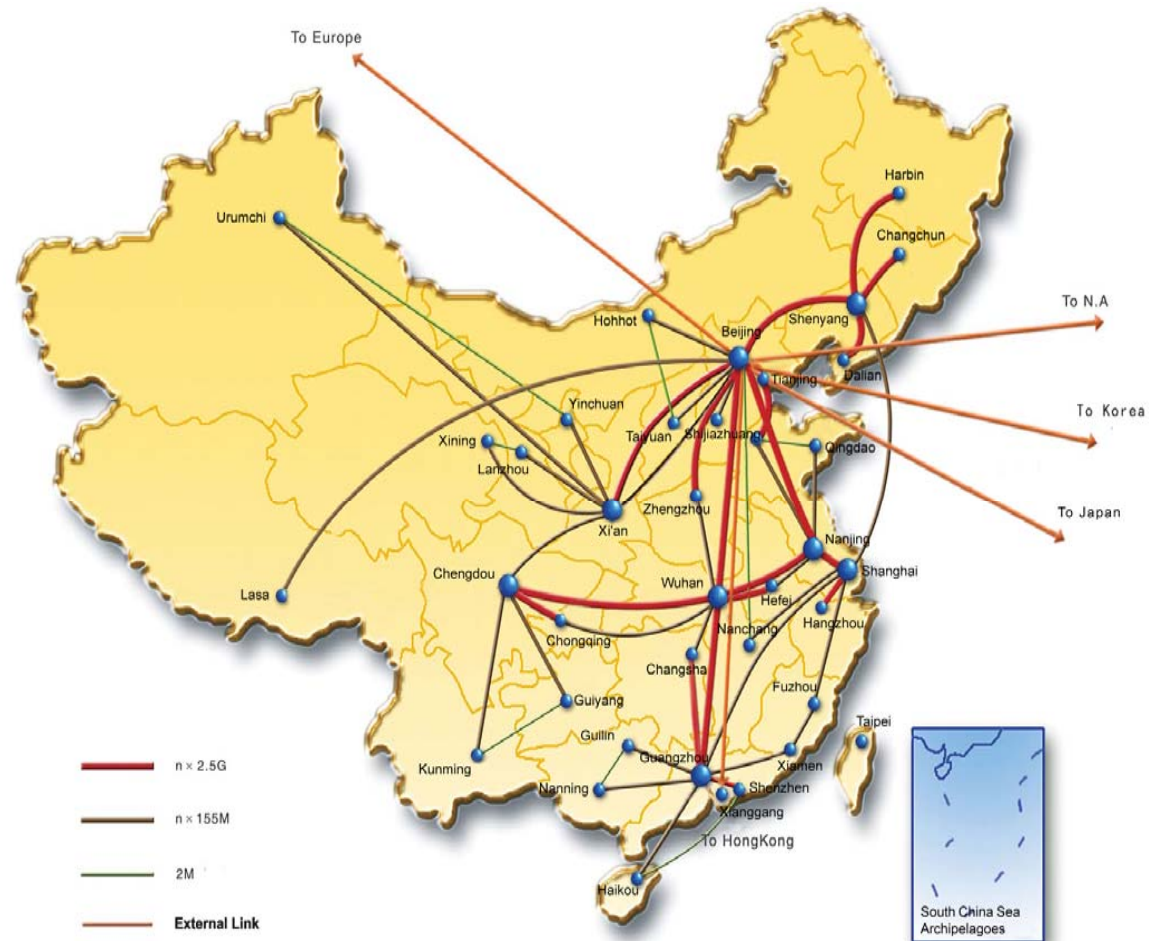 To Europe
Harbin
Urumchi
Changchun
To N.A
Hohhot
Shenyang
Beijing
Dalian
Tianjing
Yinchuan
To Korea
Taiyuan
Shijiazhuang
Xining
Qingdao
Lanzhou
Zhengzhou
To Japan
Xi'an
Nanjing
Chengdou
Shanghai
Wuhan
Lasa
Hefei
Hangzhou
Nanchang
Chongqing
Changsha
Fuzhou
Guiyang
Taipei
Guilin
Guangzhou
Xiamen
Kunming
Nanning
Shenzhen
Xianggang
To HongKong
Haikou
n × 2.5G
n × 155M
2M
External Link
South China Sea
Archipelagoes